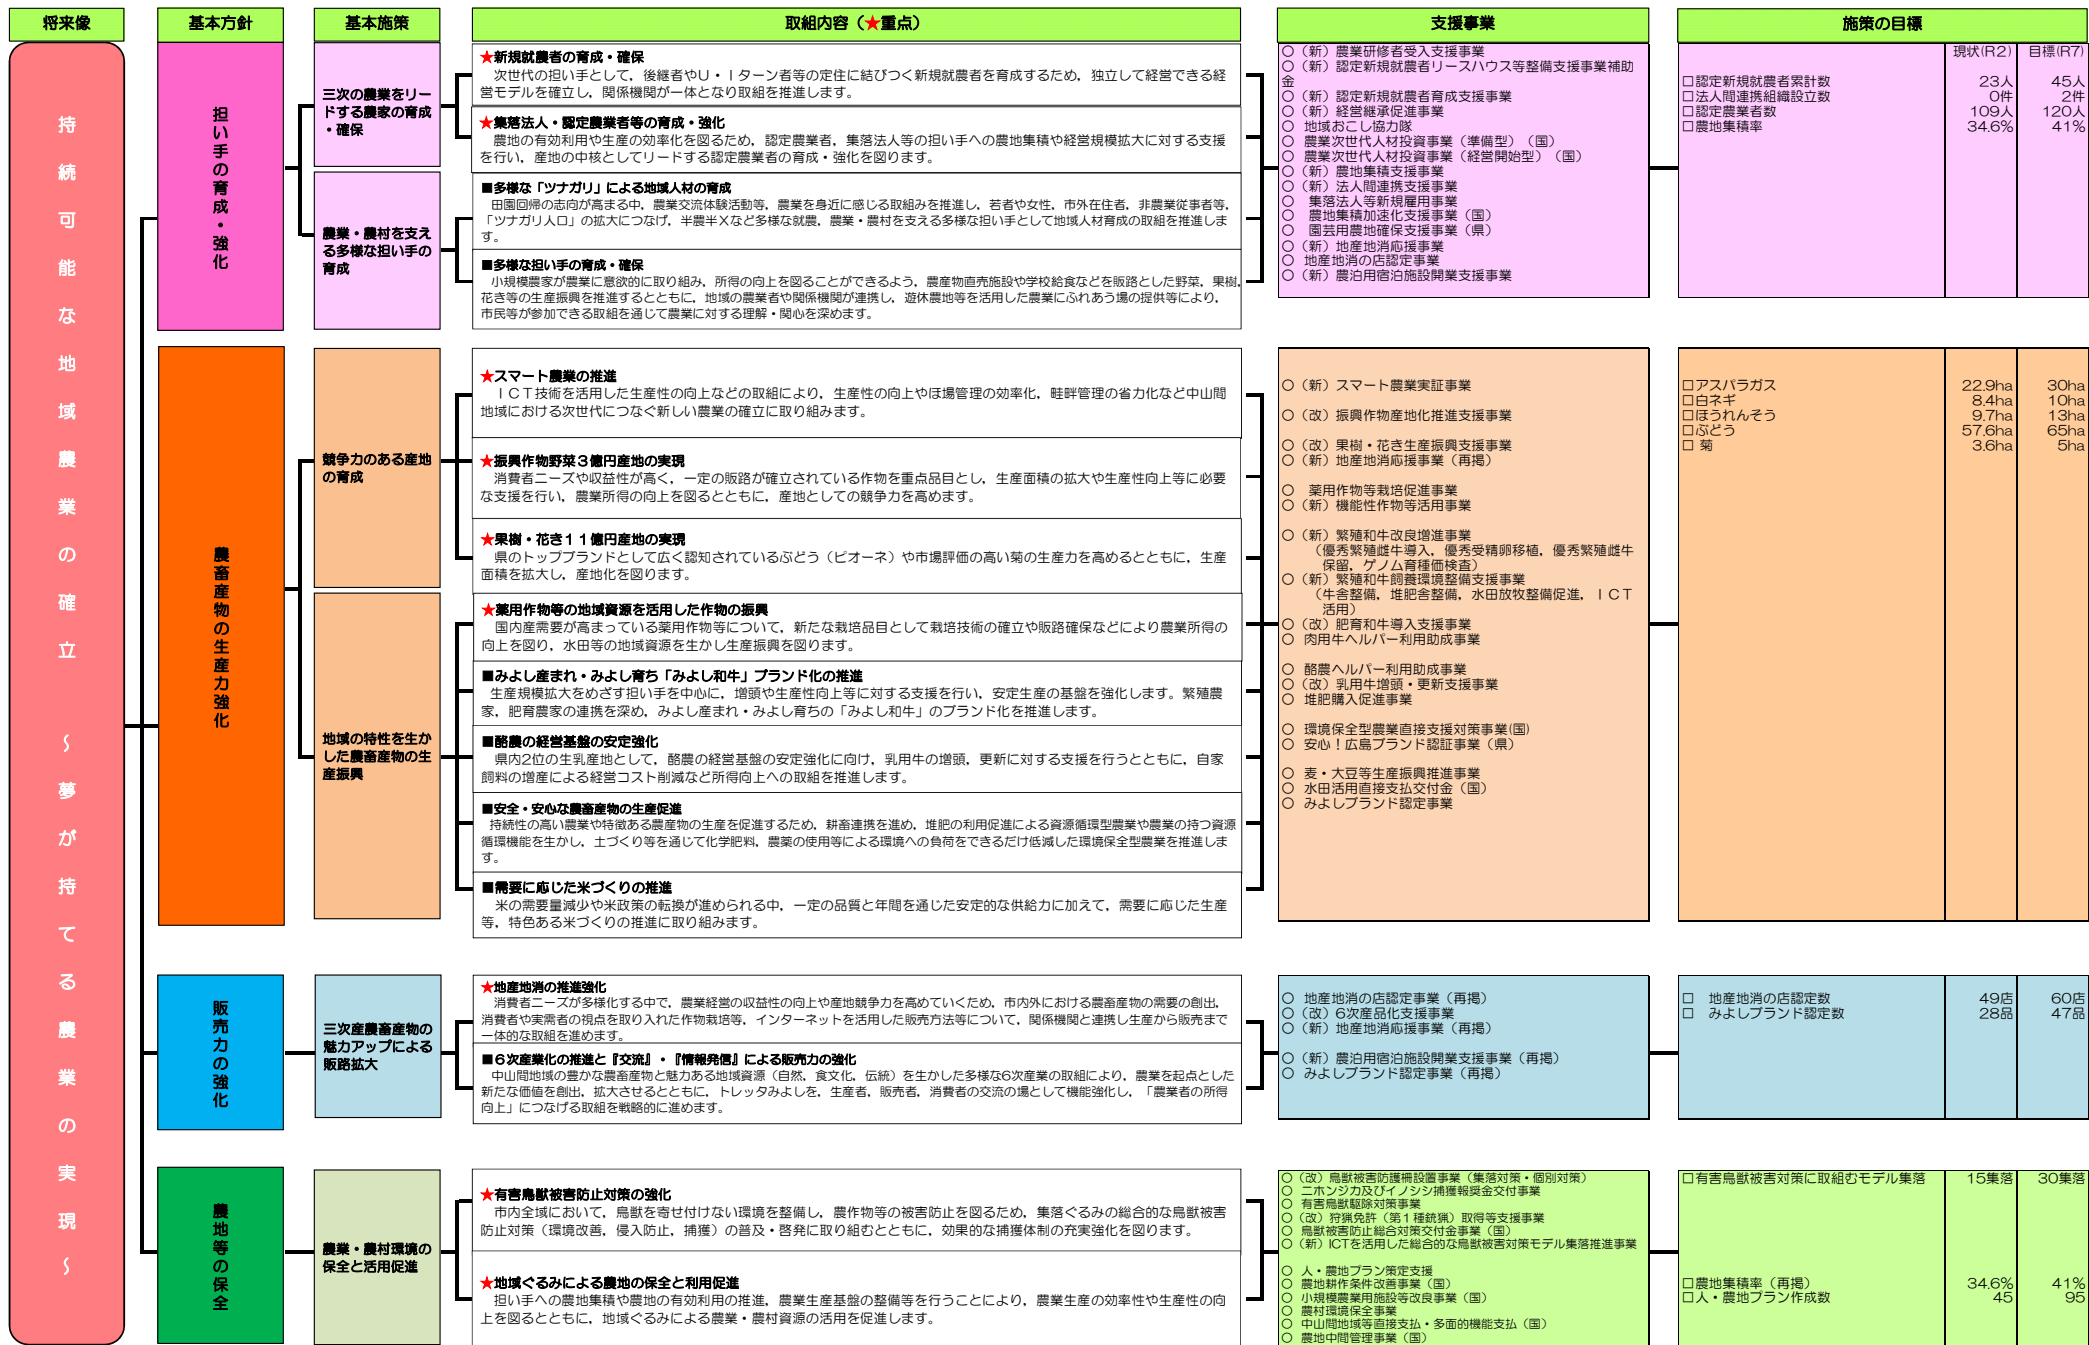 将来像
基本方針
基本施策
取組内容（★重点）
支援事業
施策の目標
持続可能な地域農業の確立 ～夢が持てる農業の実現～
担い手の育成・強化
三次の農業をリー
ドする農家の育成
・確保
★新規就農者の育成・確保
次世代の担い手として，後継者やU・Iターン者等の定住に結びつく新規就農者を育成するため，独立して経営できる経
営モデルを確立し，関係機関が一体となり取組を推進します。
★集落法人・認定農業者等の育成・強化
農地の有効利用や生産の効率化を図るため，認定農業者，集落法人等の担い手への農地集積や経営規模拡大に対する支援
を行い，産地の中核としてリードする認定農業者の育成・強化を図ります。
農業・農村を支え
る多様な担い手の
育成
■多様な「ツナガリ」による地域人材の育成
田園回帰の志向が高まる中，農業交流体験活動等，農業を身近に感じる取組みを推進し，若者や女性，市外在住者，非農業従事者等，
「ツナガリ人口」の拡大につなげ，半農半Xなど多様な就農，農業・農村を支える多様な担い手として地域人材育成の取組を推進しま
す。
■多様な担い手の育成・確保
小規模農家が農業に意欲的に取り組み，所得の向上を図ることができるよう，農産物直売施設や学校給食などを販路とした野菜，果樹，
花き等の生産振興を推進するとともに，地域の農業者や関係機関が連携し，遊休農地等を活用した農業にふれあう場の提供等により，
市民等が参加できる取組を通じて農業に対する理解・関心を深めます。
○（新）農業研修者受入支援事業
○（新）認定新規就農者リースハウス等整備支援事業補助
金
○（新）認定新規就農者育成支援事業
○（新）経営継承促進事業
○ 地域おこし協力隊
○ 農業次世代人材投資事業（準備型）（国）
○ 農業次世代人材投資事業（経営開始型）（国）
○（新）農地集積支援事業
○（新）法人間連携支援事業
○ 集落法人等新規雇用事業
○ 農地集積加速化支援事業（国）
○ 園芸用農地確保支援事業（県）
○（新）地産地消応援事業
○ 地産地消の店認定事業
○（新）農泊用宿泊施設開業支援事業
現状(R2) 目標(R7)
□認定新規就農者累計数 23人 45人
□法人間連携組織設立数 0件 2件
□認定農業者数 109人 120人
□農地集積率 34.6% 41%
農畜産物の生産力強化
競争力のある産地
の育成
★スマート農業の推進
ＩＣＴ技術を活用した生産性の向上などの取組により，生産性の向上やほ場管理の効率化，畦畔管理の省力化など中山間
地域における次世代につなぐ新しい農業の確立に取り組みます。
★振興作物野菜３億円産地の実現
消費者ニーズや収益性が高く，一定の販路が確立されている作物を重点品目とし，生産面積の拡大や生産性向上等に必要
な支援を行い，農業所得の向上を図るとともに，産地としての競争力を高めます。
★果樹・花き１１億円産地の実現
県のトップブランドとして広く認知されているぶどう（ピオーネ）や市場評価の高い菊の生産力を高めるとともに，生産
面積を拡大し，産地化を図ります。
地域の特性を生か
した農畜産物の生
産振興
★薬用作物等の地域資源を活用した作物の振興
国内産需要が高まっている薬用作物等について，新たな栽培品目として栽培技術の確立や販路確保などにより農業所得の
向上を図り，水田等の地域資源を生かし生産振興を図ります。
■みよし産まれ・みよし育ち「みよし和牛」ブランド化の推進
生産規模拡大をめざす担い手を中心に，増頭や生産性向上等に対する支援を行い，安定生産の基盤を強化します。繁殖農
家，肥育農家の連携を深め，みよし産まれ・みよし育ちの「みよし和牛」のブランド化を推進します。
■酪農の経営基盤の安定強化
県内2位の生乳産地として，酪農の経営基盤の安定強化に向け，乳用牛の増頭，更新に対する支援を行うとともに，自家
飼料の増産による経営コスト削減など所得向上への取組を推進します。
■安全・安心な農畜産物の生産促進
持続性の高い農業や特徴ある農産物の生産を促進するため，耕畜連携を進め，堆肥の利用促進による資源循環型農業や農業の持つ資源
循環機能を生かし，土づくり等を通じて化学肥料，農薬の使用等による環境への負荷をできるだけ低減した環境保全型農業を推進しま
す。
■需要に応じた米づくりの推進
米の需要量減少や米政策の転換が進められる中，一定の品質と年間を通じた安定的な供給力に加えて，需要に応じた生産
等，特色ある米づくりの推進に取り組みます。
○（新）スマート農業実証事業
○（改）振興作物産地化推進支援事業
○（改）果樹・花き生産振興支援事業
○（新）地産地消応援事業（再掲）
○ 薬用作物等栽培促進事業
○（新）機能性作物等活用事業
○（新）繁殖和牛改良増進事業
（優秀繁殖雌牛導入，優秀受精卵移植，優秀繁殖雌牛
保留，ゲノム育種価検査）
○（新）繁殖和牛飼養環境整備支援事業
（牛舎整備，堆肥舎整備，水田放牧整備促進，ＩＣＴ
活用）
○（改）肥育和牛導入支援事業
○ 肉用牛ヘルパー利用助成事業
○ 酪農ヘルパー利用助成事業
○（改）乳用牛増頭・更新支援事業
○ 堆肥購入促進事業
○ 環境保全型農業直接支援対策事業(国)
○ 安心！広島ブランド認証事業（県）
○ 麦・大豆等生産振興推進事業
○ 水田活用直接支払交付金（国）
○ みよしブランド認定事業
□アスパラガス 22.9ha 30ha
□白ネギ 8.4ha 10ha
□ほうれんそう 9.7ha 13ha
□ぶどう 57.6ha 65ha
□ 菊 3.6ha 5ha
販売力の強化
三次産農畜産物の
魅力アップによる
販路拡大
★地産地消の推進強化
消費者ニーズが多様化する中で，農業経営の収益性の向上や産地競争力を高めていくため，市内外における農畜産物の需要の創出，
消費者や実需者の視点を取り入れた作物栽培等，インターネットを活用した販売方法等について，関係機関と連携し生産から販売まで
一体的な取組を進めます。
■６次産業化の推進と『交流』・『情報発信』による販売力の強化
中山間地域の豊かな農畜産物と魅力ある地域資源（自然，食文化，伝統）を生かした多様な6次産業の取組により，農業を起点とした
新たな価値を創出，拡大させるとともに，トレッタみよしを，生産者，販売者，消費者の交流の場として機能強化し，「農業者の所得
向上」につなげる取組を戦略的に進めます。
○ 地産地消の店認定事業（再掲）
○（改）6次産品化支援事業
○（新）地産地消応援事業（再掲）
○（新）農泊用宿泊施設開業支援事業（再掲）
○ みよしブランド認定事業（再掲）
□ 地産地消の店認定数 49店 60店
□ みよしブランド認定数 28品 47品
農地等の保全
農業・農村環境の
保全と活用促進
★有害鳥獣被害防止対策の強化
市内全域において，鳥獣を寄せ付けない環境を整備し，農作物等の被害防止を図るため，集落ぐるみの総合的な鳥獣被害
防止対策（環境改善，侵入防止，捕獲）の普及・啓発に取り組むとともに，効果的な捕獲体制の充実強化を図ります。
★地域ぐるみによる農地の保全と利用促進
担い手への農地集積や農地の有効利用の推進，農業生産基盤の整備等を行うことにより，農業生産の効率性や生産性の向
上を図るとともに，地域ぐるみによる農業・農村資源の活用を促進します。
○（改）鳥獣被害防護柵設置事業（集落対策・個別対策）
○ ニホンジカ及びイノシシ捕獲報奨金交付事業
○ 有害鳥獣駆除対策事業
○（改）狩猟免許（第１種銃猟）取得等支援事業
○ 鳥獣被害防止総合対策交付金事業（国）
○（新）ICTを活用した総合的な鳥獣被害対策モデル集落推進事業
○ 人・農地プラン策定支援
○ 農地耕作条件改善事業（国）
○ 小規模農業用施設等改良事業（国）
○ 農村環境保全事業
○ 中山間地域等直接支払・多面的機能支払（国）
○ 農地中間管理事業（国）
□有害鳥獣被害対策に取組むモデル集落 15集落 30集落
□農地集積率（再掲） 34.6% 41%
□人・農地プラン作成数 45 95